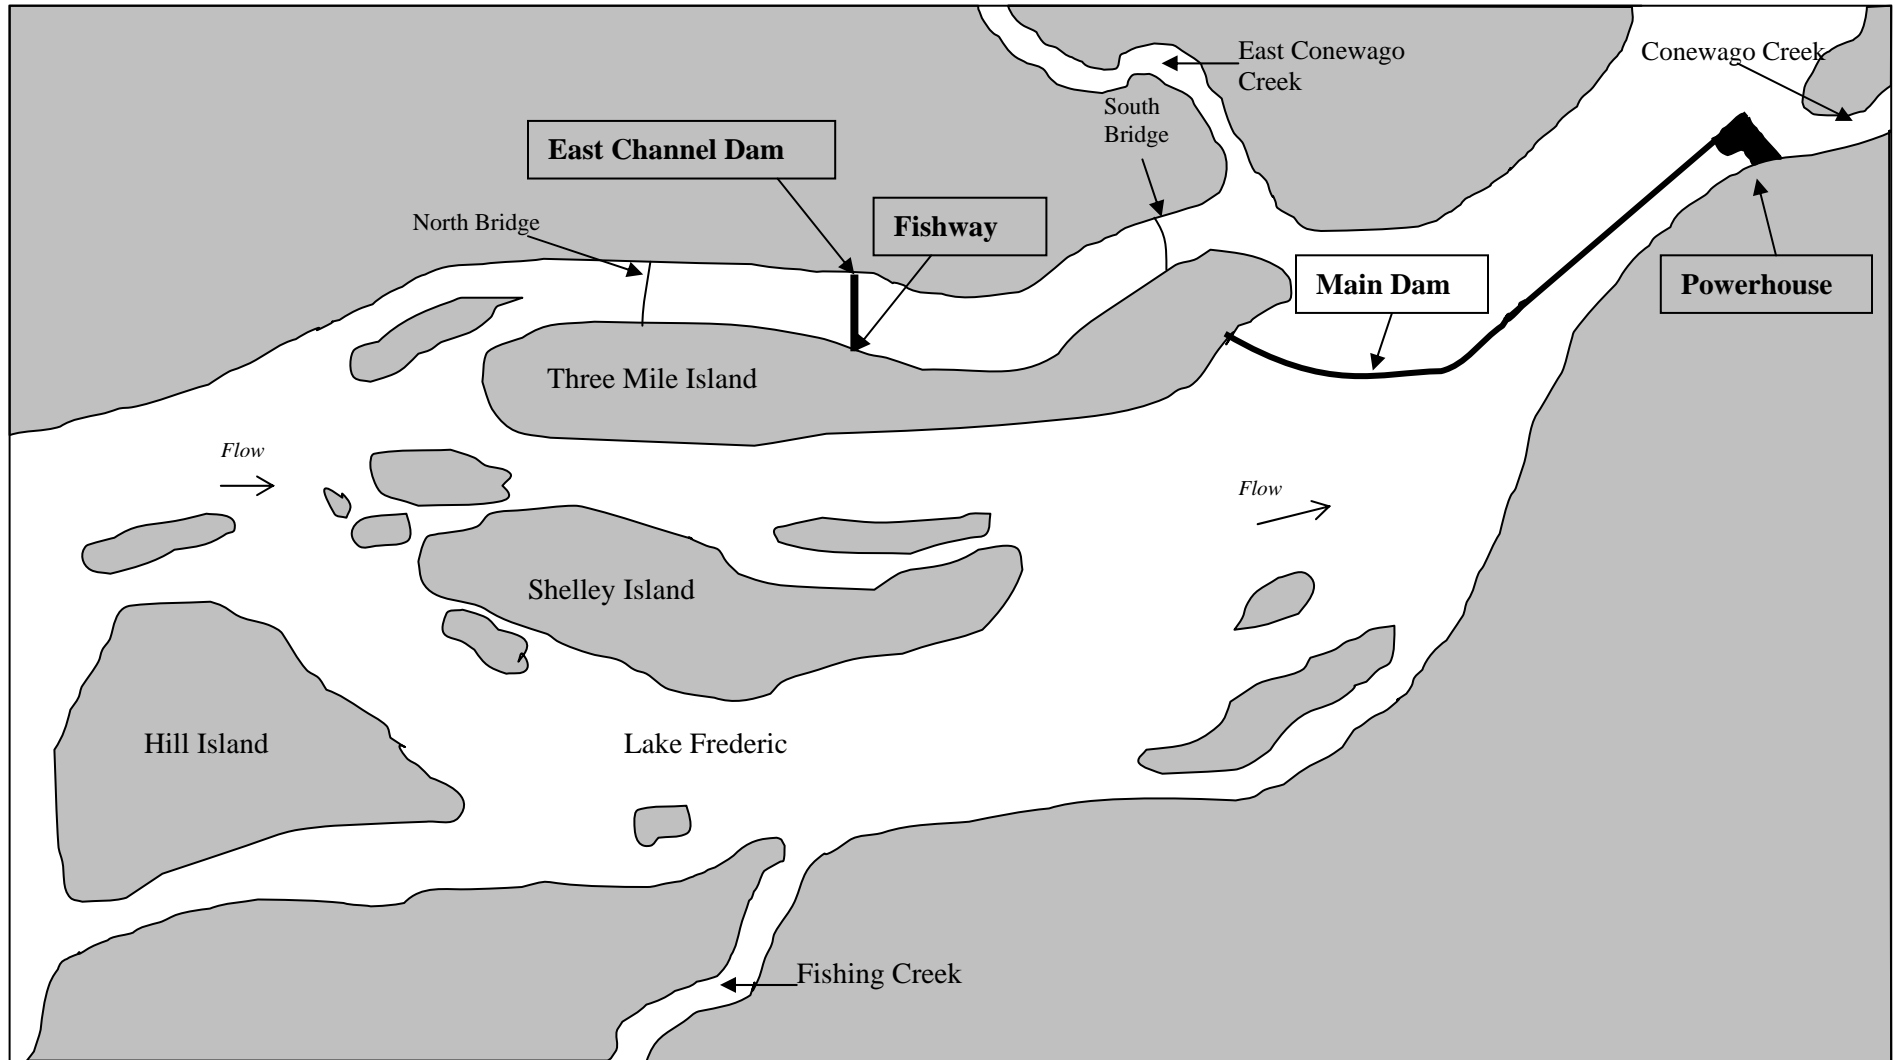 East Conewago
Creek
Conewago Creek
South
Bridge
East Channel Dam
North Bridge
Fishway
Main Dam
Powerhouse
Three Mile Island
Flow
Flow
Shelley Island
Hill Island
Lake Frederic
Fishing Creek